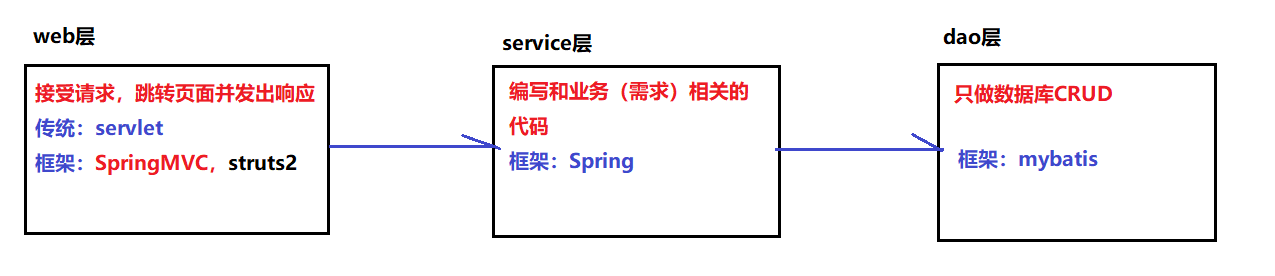 web层
接受请求，跳转页面并发出响应
传统：servlet
框架：SpringMVC，struts2
service层
编写和业务（需求）相关的
代码
框架：Spring
dao层
只做数据库CRUD
框架：mybatis